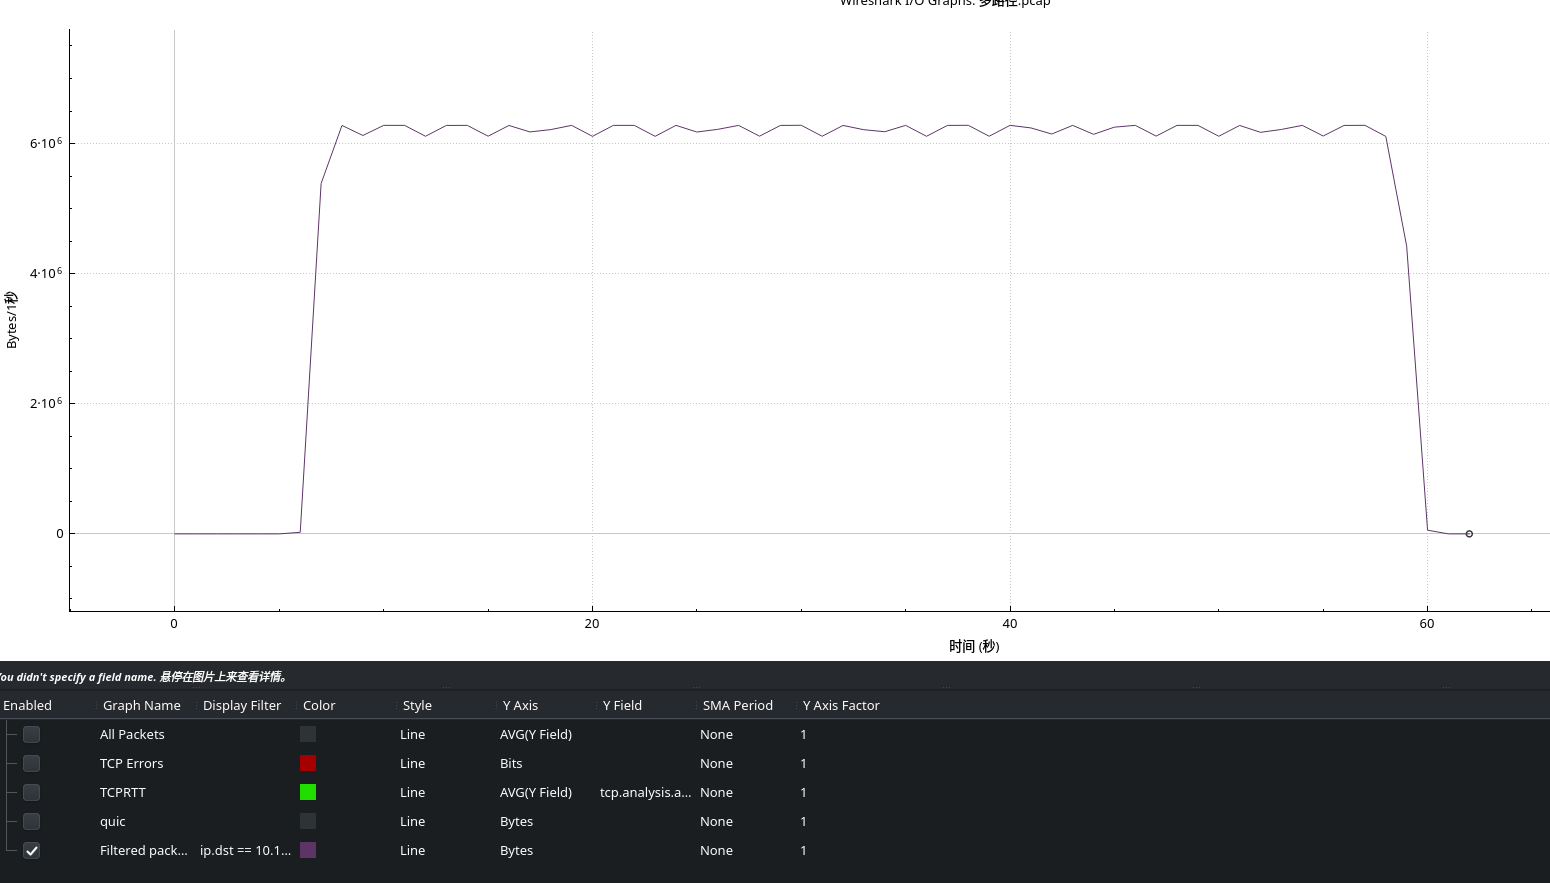 Wireshark I/O Graphs: 多路径.pcap
6·10⁶
4·10⁶
2·10⁶
0
Bytes/1秒
0 20 40 60
时间 (秒)
You didn't specify a field name. 悬停在图片上来查看详情。
Enabled Graph Name Display Filter Color Style Y Axis Y Field SMA Period Y Axis Factor
All Packets Line AVG(Y Field) None 1
TCP Errors Line Bits None 1
TCPRTT Line AVG(Y Field) tcp.analysis.a... None 1
quic Line Bytes None 1
Filtered pack... ip.dst == 10.1... Line Bytes None 1